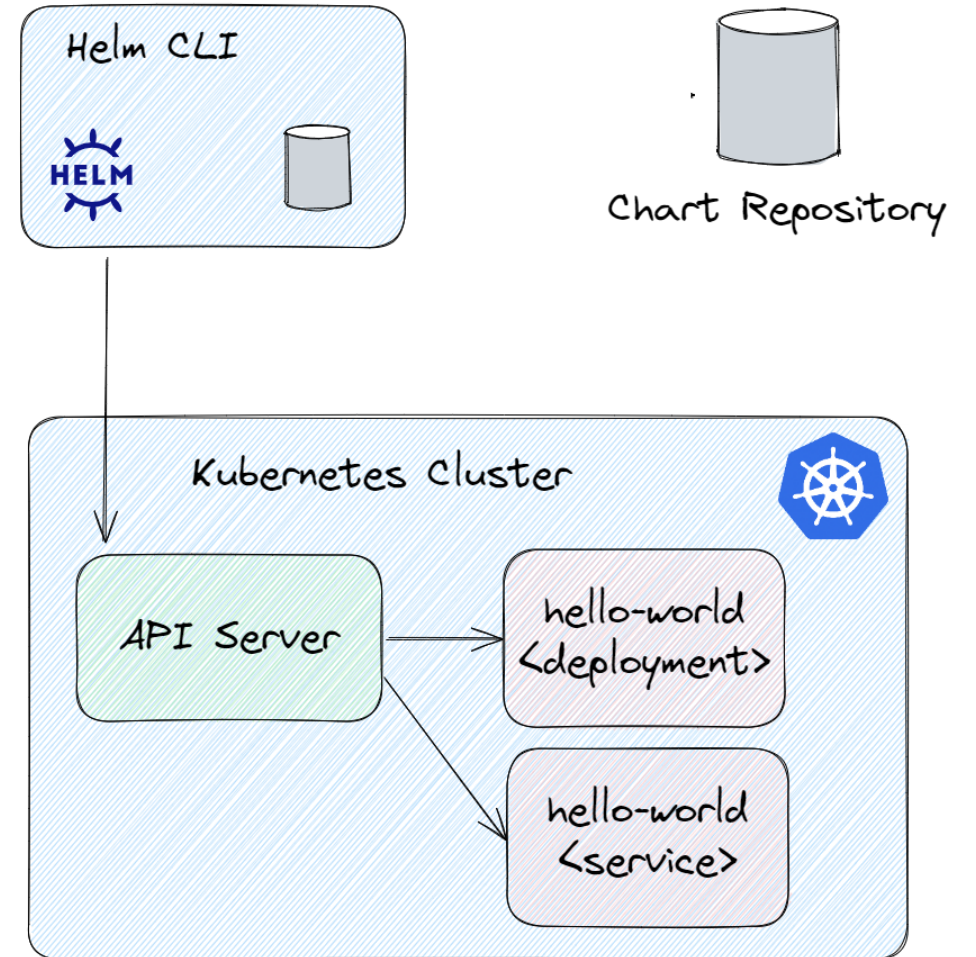 Helm CLI
HELM
Chart Repository
Kubernetes Cluster
API Server
hello-world
<deployment>
hello-world
<service>